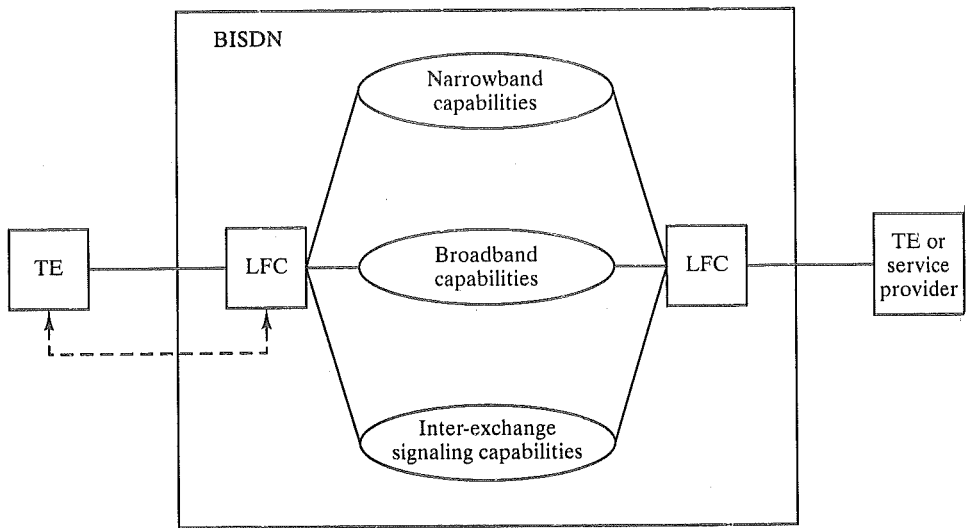 BISDN
Narrowband
capabilities
TE
LFC
Broadband
capabilities
LFC
TE or
service
provider
Inter-exchange
signaling capabilities